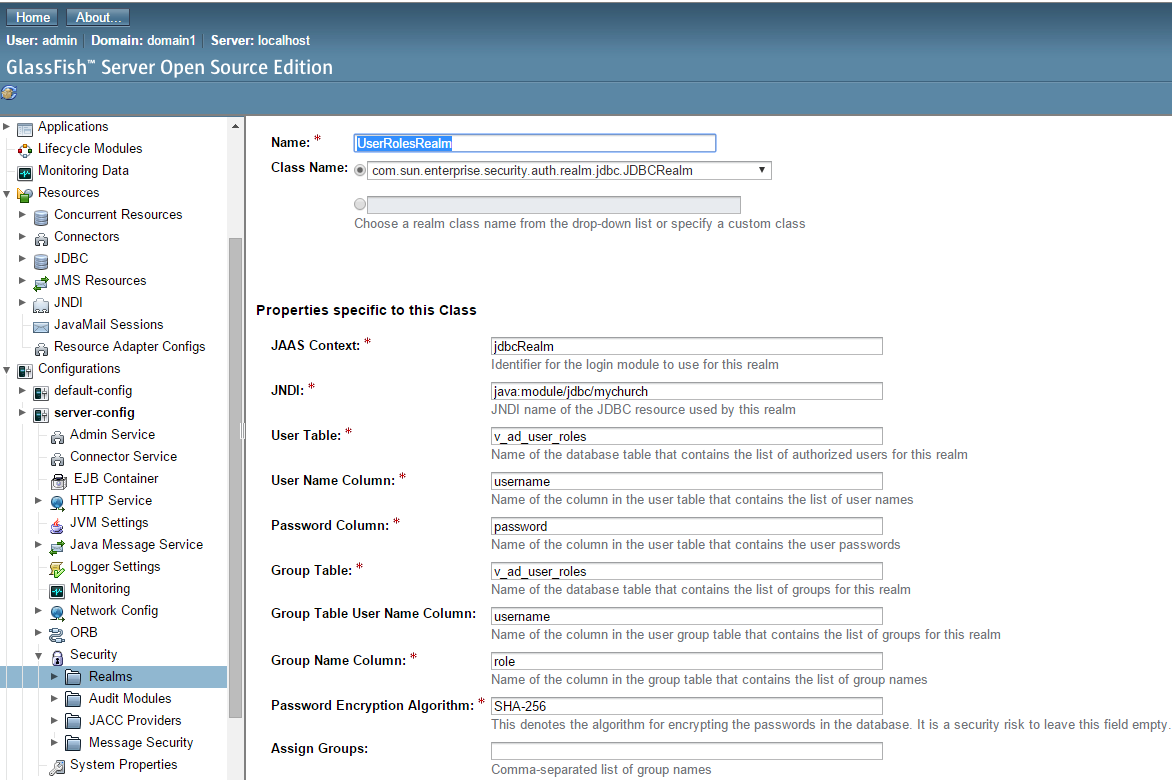 Home About...
User: admin Domain: domain1 Server: localhost
GlassFish™ Server Open Source Edition
Applications
Lifecycle Modules
Monitoring Data
Resources
Concurrent Resources
Connectors
JDBC
JMS Resources
JNDI
JavaMail Sessions
Resource Adapter Configs
Configurations
default-config
server-config
Admin Service
Connector Service
EJB Container
HTTP Service
JVM Settings
Java Message Service
Logger Settings
Monitoring
Network Config
ORB
Security
Realms
Audit Modules
JACC Providers
Message Security
System Properties
Name: * UserRolesRealm
Class Name: com.sun.enterprise.security.auth.realm.jdbc.JDBCRealm
Choose a realm class name from the drop-down list or specify a custom class
Properties specific to this Class
JAAS Context: * jdbcRealm
Identifier for the login module to use for this realm
JNDI: * java:module/jdbc/mychurch
JNDI name of the JDBC resource used by this realm
User Table: * v_ad_user_roles
Name of the database table that contains the list of authorized users for this realm
User Name Column: * username
Name of the column in the user table that contains the list of user names
Password Column: * password
Name of the column in the user table that contains the user passwords
Group Table: * v_ad_user_roles
Name of the database table that contains the list of groups for this realm
Group Table User Name Column: username
Name of the column in the user group table that contains the list of groups for this realm
Group Name Column: * role
Name of the column in the group table that contains the list of group names
Password Encryption Algorithm: * SHA-256
This denotes the algorithm for encrypting the passwords in the database. It is a security risk to leave this field empty.
Assign Groups:
Comma-separated list of group names